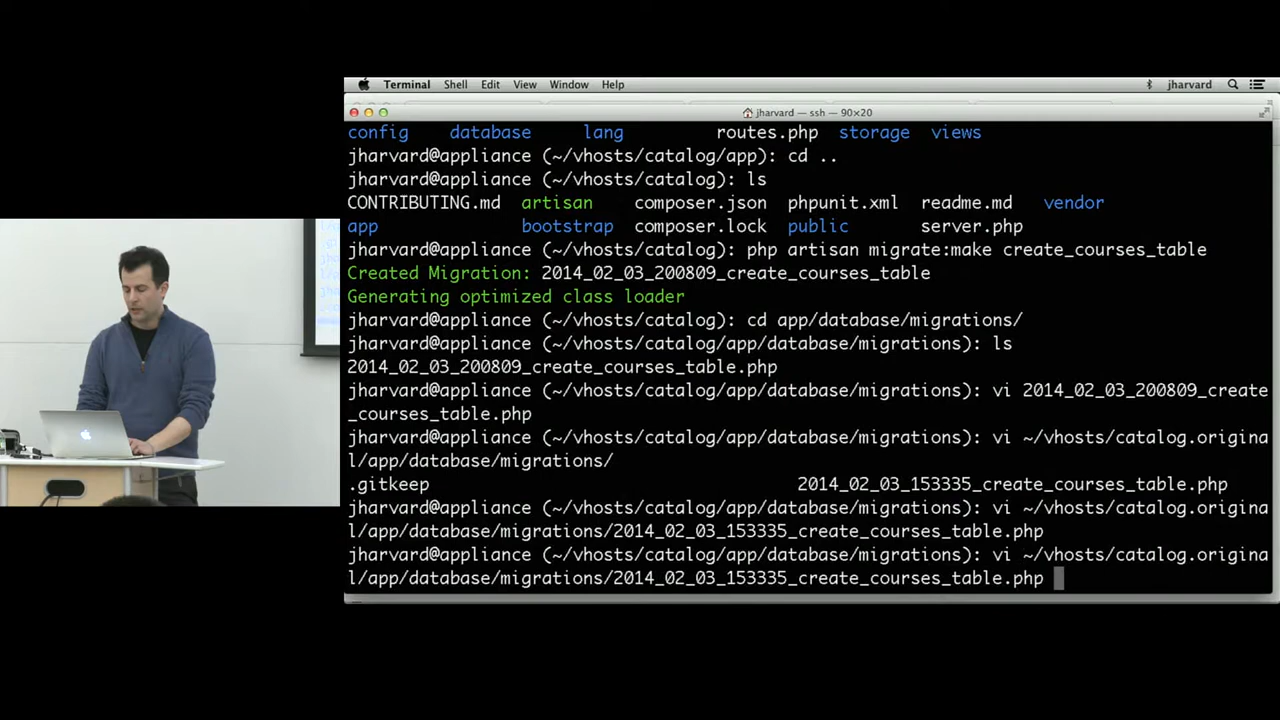 Terminal Shell Edit View Window Help jharvard
jharvard — ssh — 90×20
config database lang routes.php storage views
jharvard@appliance (~/vhosts/catalog/app): cd ..
jharvard@appliance (~/vhosts/catalog): ls
CONTRIBUTING.md artisan composer.json phpunit.xml readme.md vendor
app bootstrap composer.lock public server.php
jharvard@appliance (~/vhosts/catalog): php artisan migrate:make create_courses_table
Created Migration: 2014_02_03_200809_create_courses_table
Generating optimized class loader
jharvard@appliance (~/vhosts/catalog): cd app/database/migrations/
jharvard@appliance (~/vhosts/catalog/app/database/migrations): ls
2014_02_03_200809_create_courses_table.php
jharvard@appliance (~/vhosts/catalog/app/database/migrations): vi 2014_02_03_200809_create
_courses_table.php
jharvard@appliance (~/vhosts/catalog/app/database/migrations): vi ~/vhosts/catalog.origina
l/app/database/migrations/
.gitkeep 2014_02_03_153335_create_courses_table.php
jharvard@appliance (~/vhosts/catalog/app/database/migrations): vi ~/vhosts/catalog.origina
l/app/database/migrations/2014_02_03_153335_create_courses_table.php
jharvard@appliance (~/vhosts/catalog/app/database/migrations): vi ~/vhosts/catalog.origina
l/app/database/migrations/2014_02_03_153335_create_courses_table.php